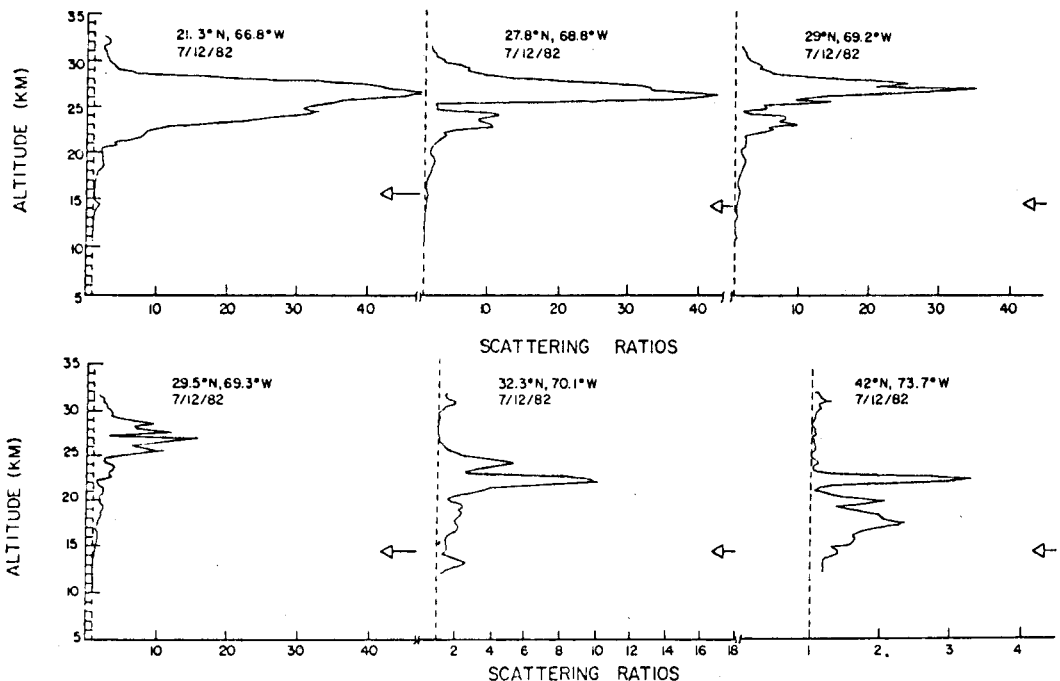 35
30
25
20
15
10
5
ALTITUDE (KM)
21.3°N, 66.8°W
7/12/82
27.8°N, 68.8°W
7/12/82
29°N, 69.2°W
7/12/82
10 20 30 40 10 20 30 40 10 20 30 40
SCATTERING RATIOS
35
30
25
20
15
10
5
ALTITUDE (KM)
29.5°N, 69.3°W
7/12/82
32.3°N, 70.1°W
7/12/82
42°N, 73.7°W
7/12/82
10 20 30 40 2 4 6 8 10 12 14 16 18 1 2. 3 4
SCATTERING RATIOS